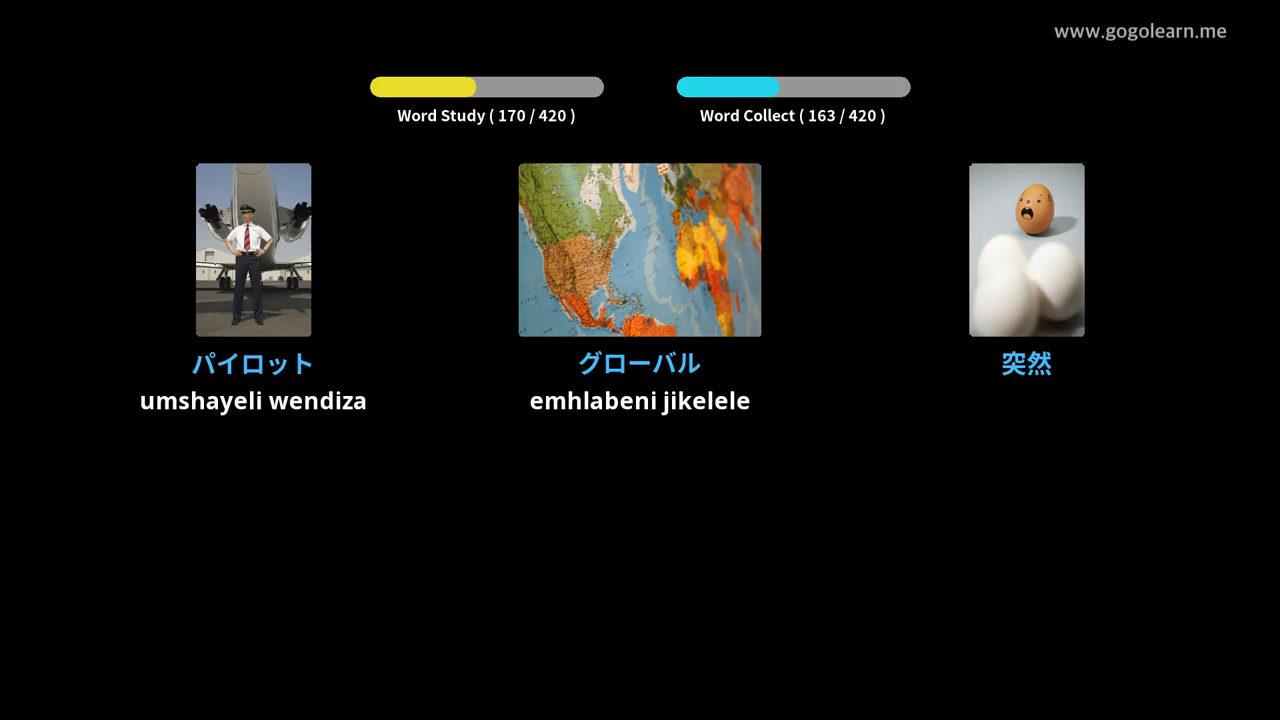 www.gogolearn.me
Word Study ( 170 / 420 )
Word Collect ( 163 / 420 )
パイロット
グローバル
突然
umshayeli wendiza
emhlabeni jikelele